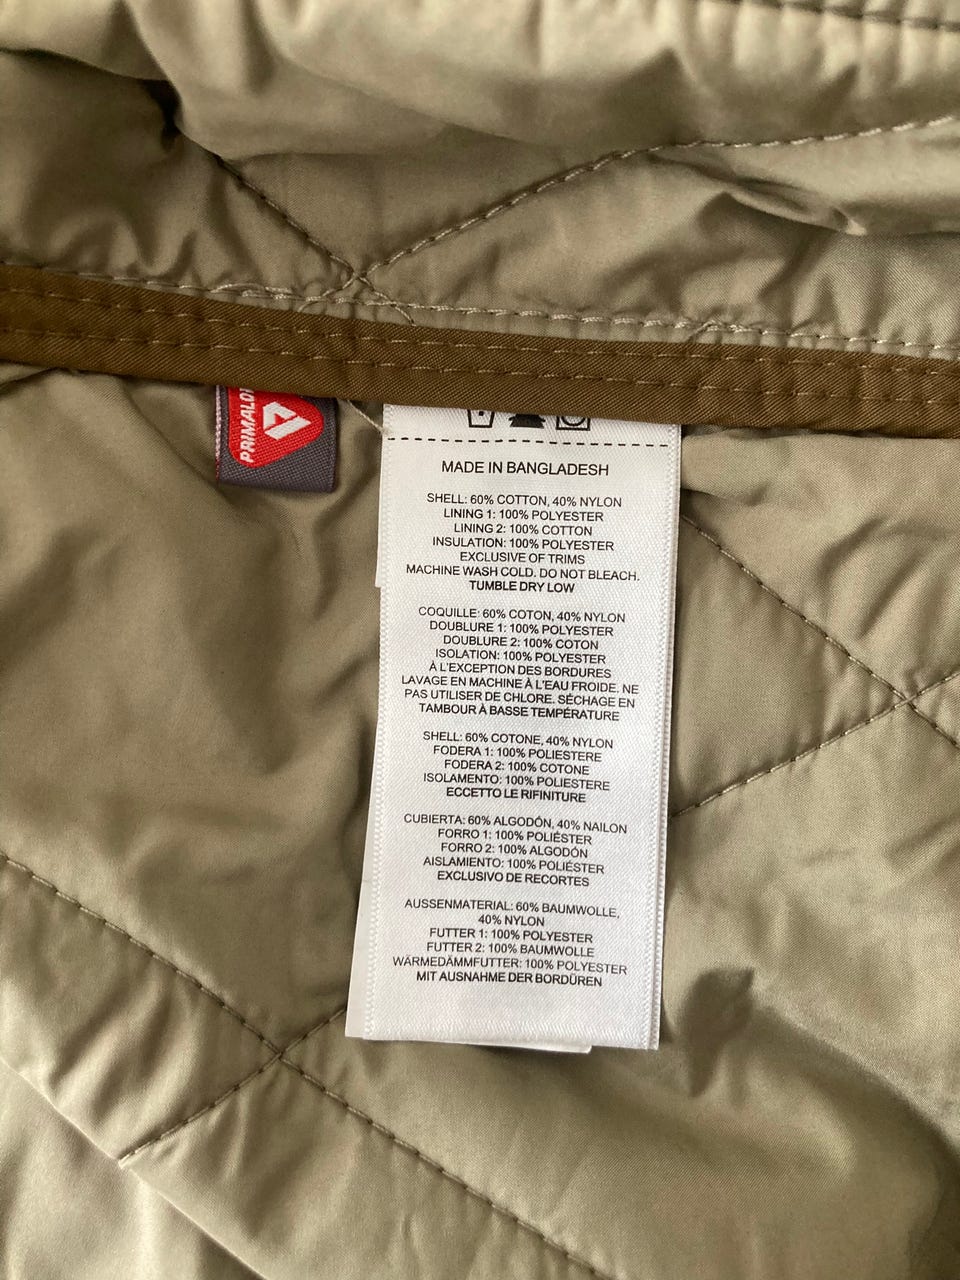 MADE IN BANGLADESH
SHELL: 60% COTTON, 40% NYLON
LINING 1: 100% POLYESTER
LINING 2: 100% COTTON
INSULATION: 100% POLYESTER
EXCLUSIVE OF TRIMS
MACHINE WASH COLD. DO NOT BLEACH.
TUMBLE DRY LOW
COQUILLE: 60% COTON, 40% NYLON
DOUBLURE 1: 100% POLYESTER
DOUBLURE 2: 100% COTON
ISOLATION: 100% POLYESTER
À L'EXCEPTION DES BORDURES
LAVAGE EN MACHINE À L'EAU FROIDE. NE
PAS UTILISER DE CHLORE. SÉCHAGE EN
TAMBOUR À BASSE TEMPÉRATURE
SHELL: 60% COTONE, 40% NYLON
FODERA 1: 100% POLIESTERE
FODERA 2: 100% COTONE
ISOLAMENTO: 100% POLIESTERE
ECCETTO LE RIFINITURE
CUBIERTA: 60% ALGODÓN, 40% NAILON
FORRO 1: 100% POLIÉSTER
FORRO 2: 100% ALGODÓN
AISLAMIENTO: 100% POLIÉSTER
EXCLUSIVO DE RECORTES
AUSSENMATERIAL: 60% BAUMWOLLE,
40% NYLON
FUTTER 1: 100% POLYESTER
FUTTER 2: 100% BAUMWOLLE
WÄRMEDÄMMFUTTER: 100% POLYESTER
MIT AUSNAHME DER BORDÜREN
PRIMALO